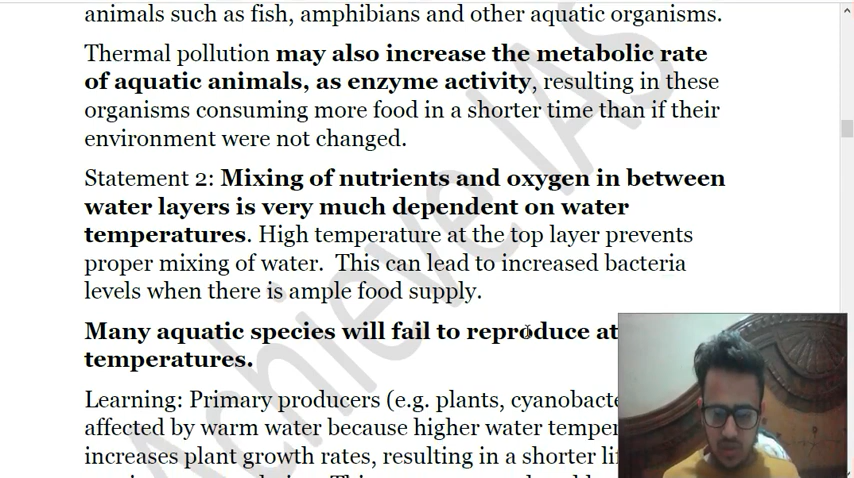 animals such as fish, amphibians and other aquatic organisms.
Thermal pollution may also increase the metabolic rate
of aquatic animals, as enzyme activity, resulting in these
organisms consuming more food in a shorter time than if their
environment were not changed.
Statement 2: Mixing of nutrients and oxygen in between
water layers is very much dependent on water
temperatures. High temperature at the top layer prevents
proper mixing of water. This can lead to increased bacteria
levels when there is ample food supply.
Many aquatic species will fail to reproduce at
temperatures.
Learning: Primary producers (e.g. plants, cyanobacte
affected by warm water because higher water temper
increases plant growth rates, resulting in a shorter
Achieve IAS